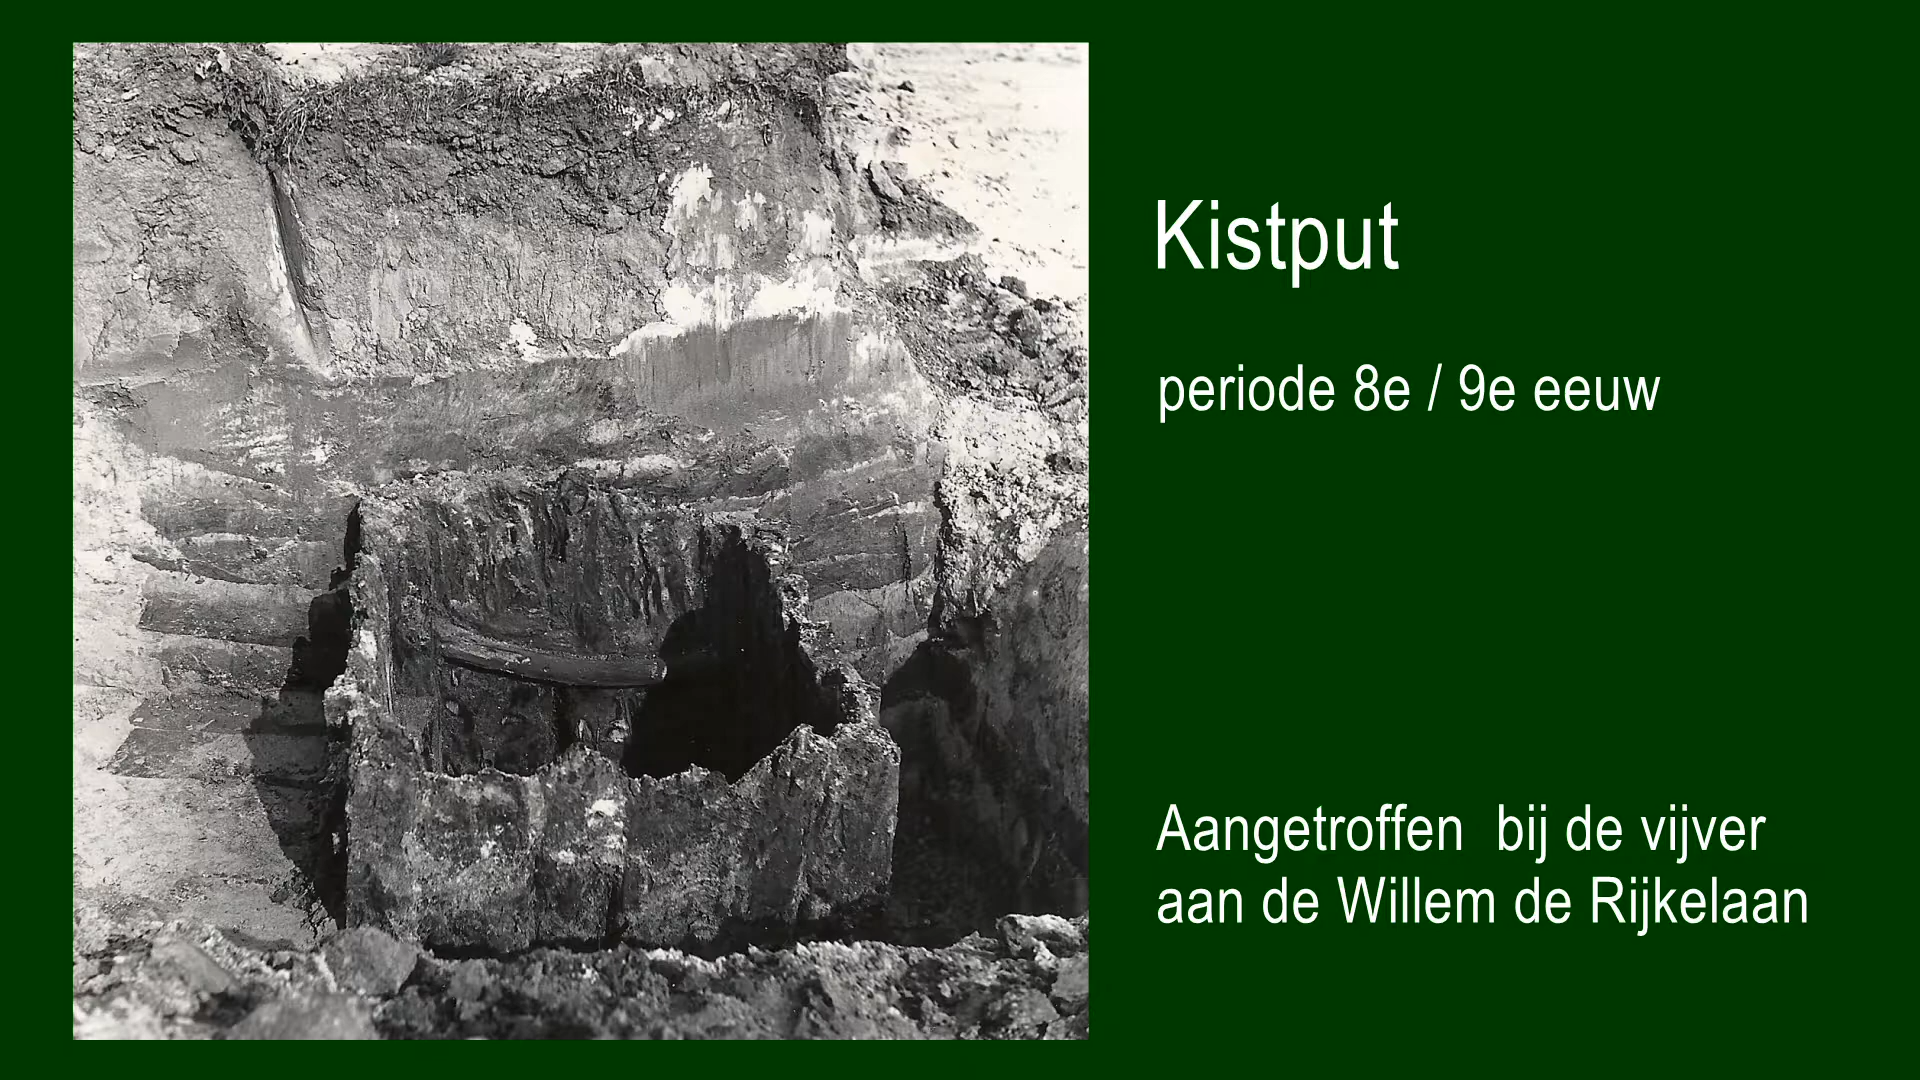 Kistput
periode 8e / 9e eeuw
Aangetroffen bij de vijver
aan de Willem de Rijkelaan